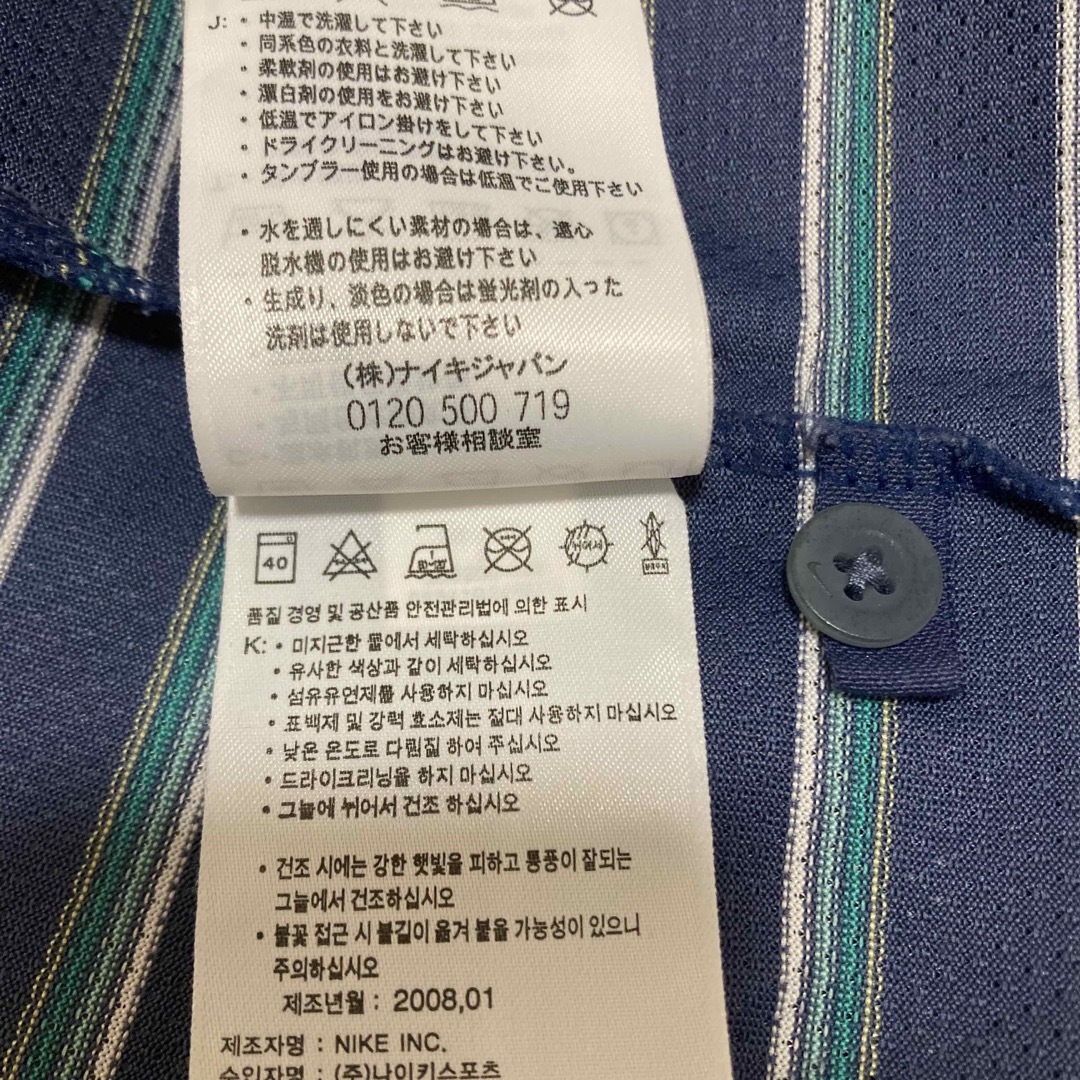 J: • 中温で洗濯して下さい
• 同系色の衣料と洗濯して下さい
• 柔軟剤の使用はお避け下さい
• 漂白剤の使用をお避け下さい
• 低温でアイロン掛けをして下さい
• ドライクリーニングはお避け下さい。
• タンブラー使用の場合は低温でご使用下さい
• 水を通しにくい素材の場合は、遠心
脱水機の使用はお避け下さい
• 生成り、淡色の場合は蛍光剤の入った
洗剤は使用しないで下さい
(株)ナイキジャパン
0120 500 719
お客様相談室
40
뉘어서
품질 경영 및 공산품 안전관리법에 의한 표시
K: • 미지근한 물에서 세탁하십시오
• 유사한 색상과 같이 세탁하십시오
• 섬유유연제를 사용하지 마십시오
• 표백제 및 강력 효소제는 절대 사용하지 마십시오
• 낮은 온도로 다림질 하여 주십시오
• 드라이크리닝을 하지 마십시오
• 그늘에 뉘어서 건조 하십시오
• 건조 시에는 강한 햇빛을 피하고 통풍이 잘되는
그늘에서 건조하십시오
• 불꽃 접근 시 불길이 옮겨 붙을 가능성이 있으니
주의하십시오
제조년월 : 2008,01
제조자명 : NIKE INC.
수입자명 : (주)나이키스포츠